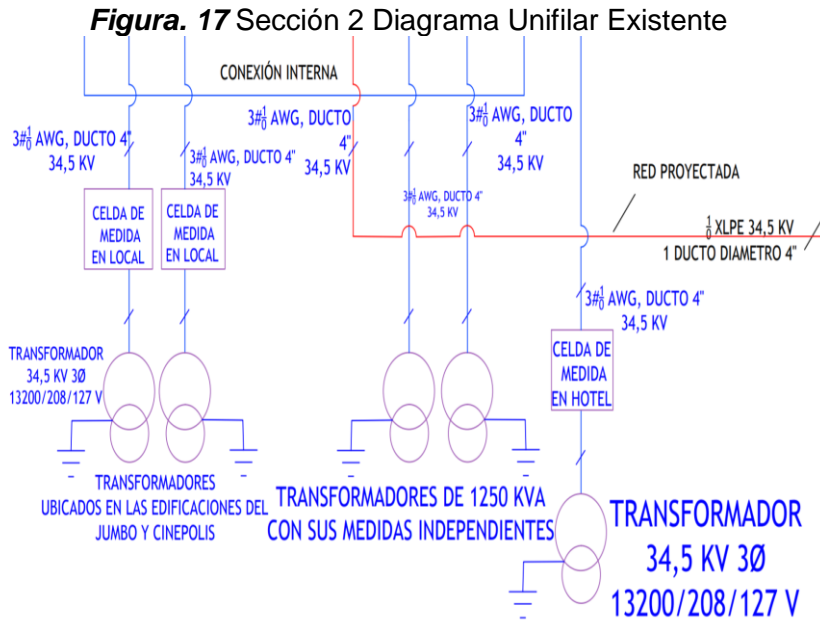 Figura. 17 Sección 2 Diagrama Unifilar Existente
CONEXIÓN INTERNA
3#1/0 AWG, DUCTO 4"
34,5 KV
3#1/0 AWG, DUCTO 4"
34,5 KV
3#1/0 AWG, DUCTO
4"
34,5 KV
3#1/0 AWG, DUCTO
4"
34,5 KV
3#1/0 AWG, DUCTO 4"
34,5 KV
RED PROYECTADA
1/0 XLPE 34,5 KV
1 DUCTO DIAMETRO 4"
CELDA DE
MEDIDA
EN LOCAL
CELDA DE
MEDIDA
EN LOCAL
3#1/0 AWG, DUCTO 4"
34,5 KV
CELDA DE
MEDIDA
EN HOTEL
TRANSFORMADOR
34,5 KV 3Ø
13200/208/127 V
TRANSFORMADORES
UBICADOS EN LAS EDIFICACIONES DEL
JUMBO Y CINEPOLIS
TRANSFORMADORES DE 1250 KVA
CON SUS MEDIDAS INDEPENDIENTES
TRANSFORMADOR
34,5 KV 3Ø
13200/208/127 V